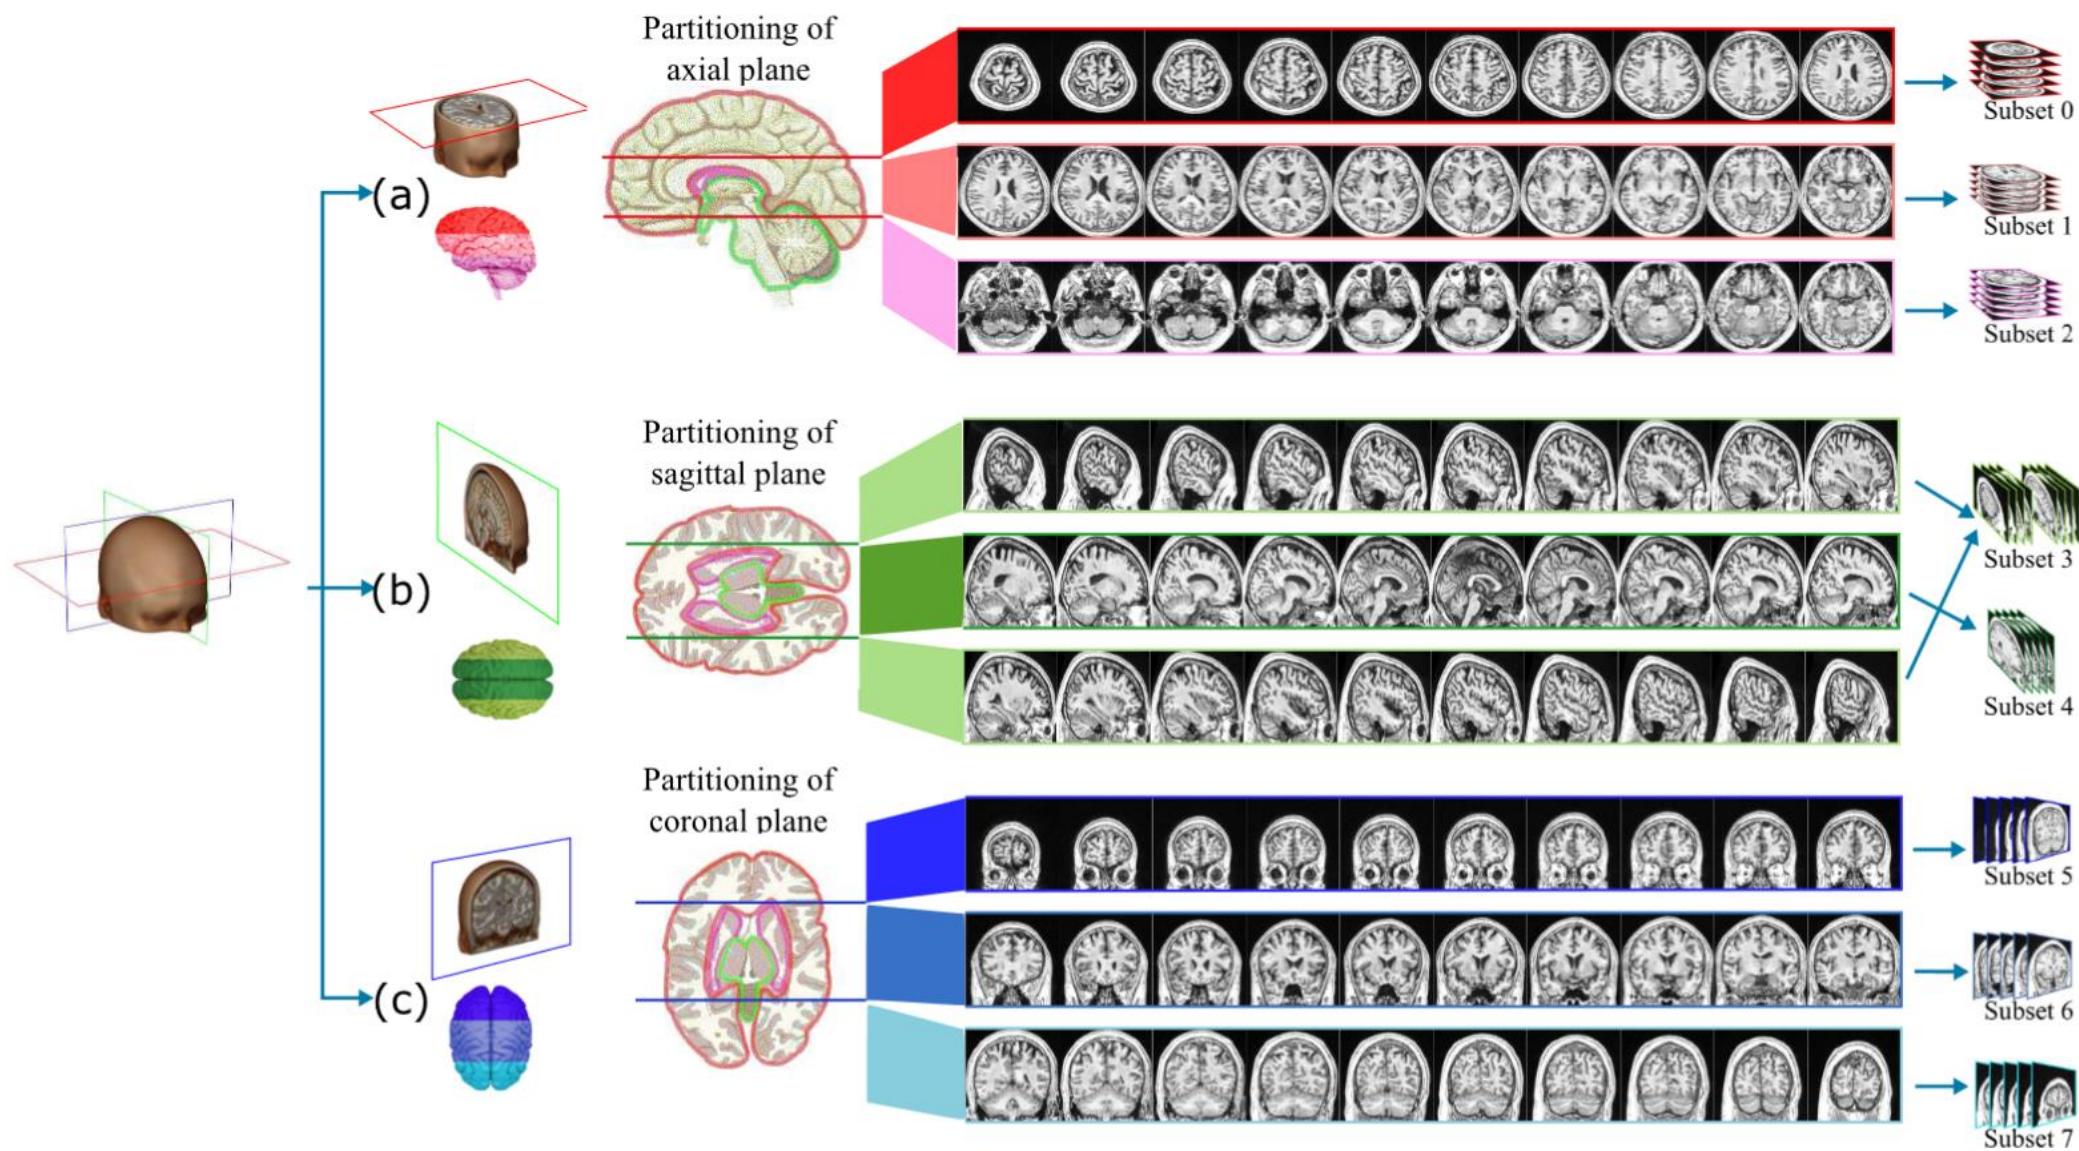 Partitioning of
axial plane
(a)
Subset 0
Subset 1
Subset 2
Partitioning of
sagittal plane
(b)
Subset 3
Subset 4
Partitioning of
coronal plane
(c)
Subset 5
Subset 6
Subset 7